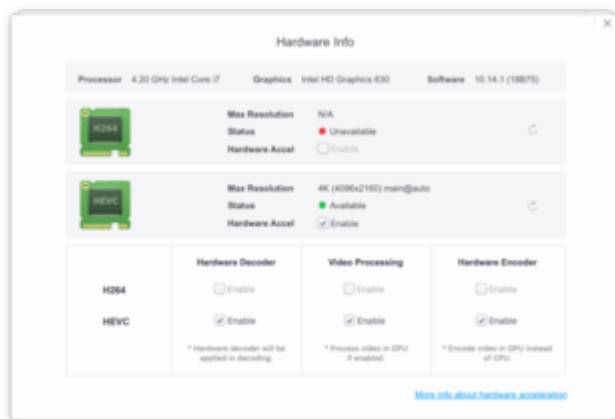 Hardware Info
Processor 4.20 GHz Intel Core i7 Graphics Intel HD Graphics 630 Software 10.14.1 (18B75)
H264
Max Resolution N/A
Status Unavailable
Hardware Accel Enable
HEVC
Max Resolution 4K (4096x2160) main@auto
Status Available
Hardware Accel Enable
Hardware Decoder Video Processing Hardware Encoder
H264 Enable Enable Enable
HEVC Enable Enable Enable
* Hardware decoder will be * Process video in GPU * Encode video in GPU instead
applied in decoding. if enabled. of CPU.
More info about hardware acceleration